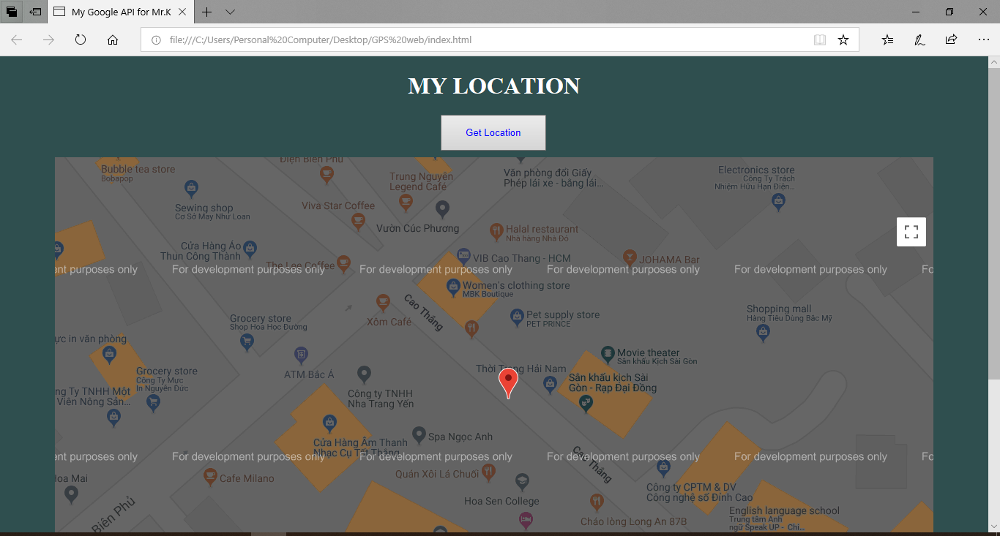 My Google API for Mr.K
file:///C:/Users/Personal%20Computer/Desktop/GPS%20web/index.html
MY LOCATION
Get Location
Điện Biên Phủ
Bubble tea store
Bobapop
Trung Nguyên
Legend Café
Văn phòng đổi Giấy
Phép lái xe - bằng lái...
Electronics store
Công Ty Trách
Nhiệm Hữu Hạn Điện...
Sewing shop
Cơ Sở May Như Loan
Viva Star Coffee
Vườn Cúc Phương
Halal restaurant
Nhà hàng Nhà Đỏ
Cửa Hàng Áo
Thun Công Thành
The Lee Coffee
VIB Cao Thang - HCM
JOHAMA Bar
ent purposes only
For development purposes only
For development purposes only
For development purposes only
For development purposes only
Fo
Women's clothing store
MBK Boutique
Cao Thắng
Xôm Café
Pet supply store
PET PRINCE
Shopping mall
Hàng Tiêu Dùng Bắc Mỹ
Grocery store
Shop Hoa Học Đường
ực in văn phòng
ATM Bắc Á
Movie theater
Sân khấu Kịch Sài Gòn
Thời Trang Hải Nam
Grocery store
Công Ty Mực
In Nguyên Đức
Sân khấu kịch Sài
Gòn - Rạp Đại Đồng
ng Ty TNHH Một
Viên Nông Sản...
Công ty TNHH
Nha Trang Yến
Spa Ngọc Anh
Cửa Hàng Âm Thanh
Nhạc Cụ Tất Thắng
ent purposes only
For development purposes only
For development purposes only
For development purposes only
For development purposes only
Fo
Cao Thắng
Hoa Mai
Cafe Milano
Quán Xôi Lá Chuối
Công ty CPTM & DV
Công nghệ số Đỉnh Cao
Hoa Sen College
Biên Phủ
English language school
Trung tâm Anh
ngữ Speak UP - Chi...
Cháo lòng Long An 87B